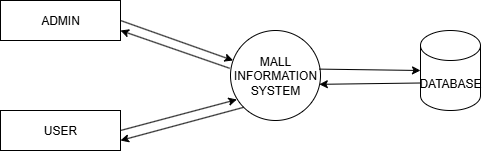 ADMIN
MALL
INFORMATION
SYSTEM
DATABASE
USER